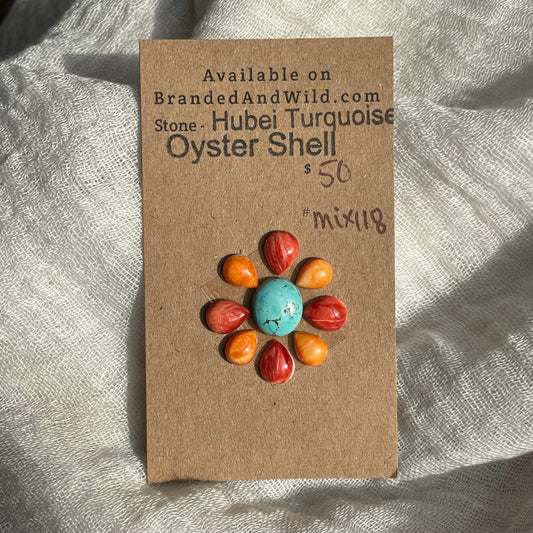 Available on
BrandedAndWild.com
Stone - Hubei Turquoise
Oyster Shell
$ 50
# mix118